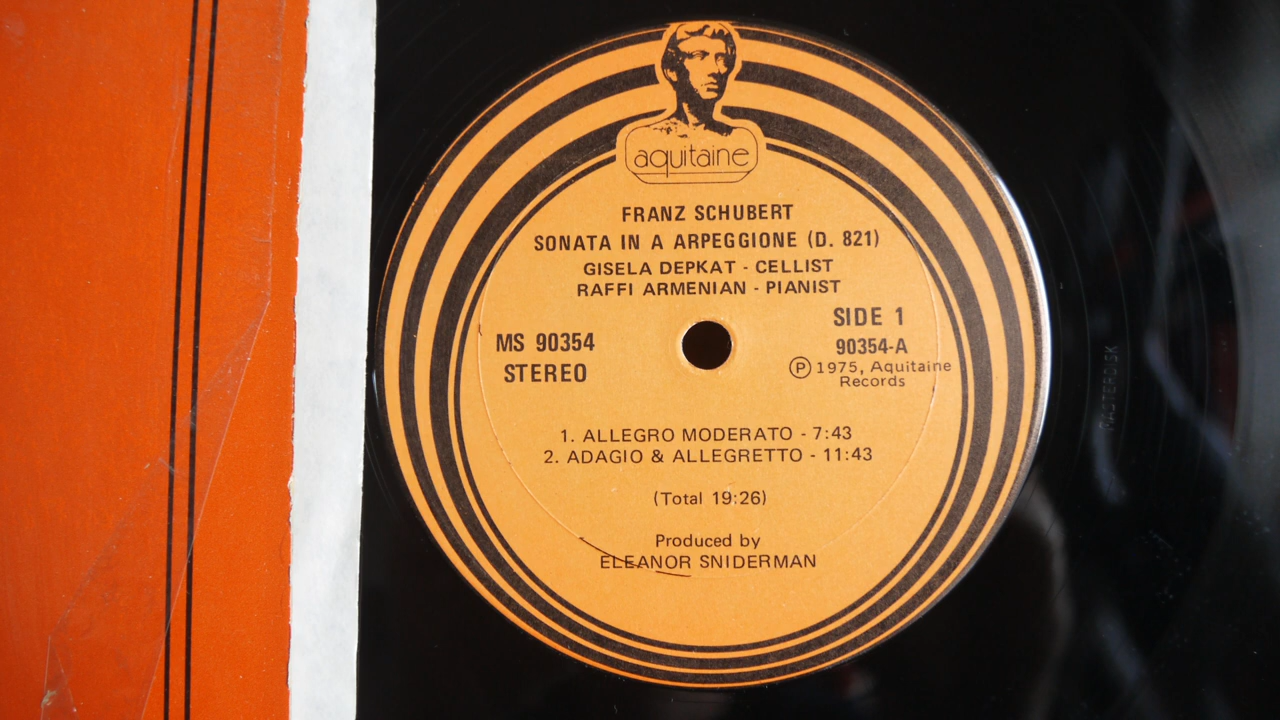 aquitaine
FRANZ SCHUBERT
SONATA IN A ARPEGGIONE (D. 821)
GISELA DEPKAT - CELLIST
RAFFI ARMENIAN - PIANIST
MS 90354
STEREO
SIDE 1
90354-A
Ⓟ 1975, Aquitaine
Records
1. ALLEGRO MODERATO - 7:43
2. ADAGIO & ALLEGRETTO - 11:43
(Total 19:26)
Produced by
ELEANOR SNIDERMAN
MASTERDISK